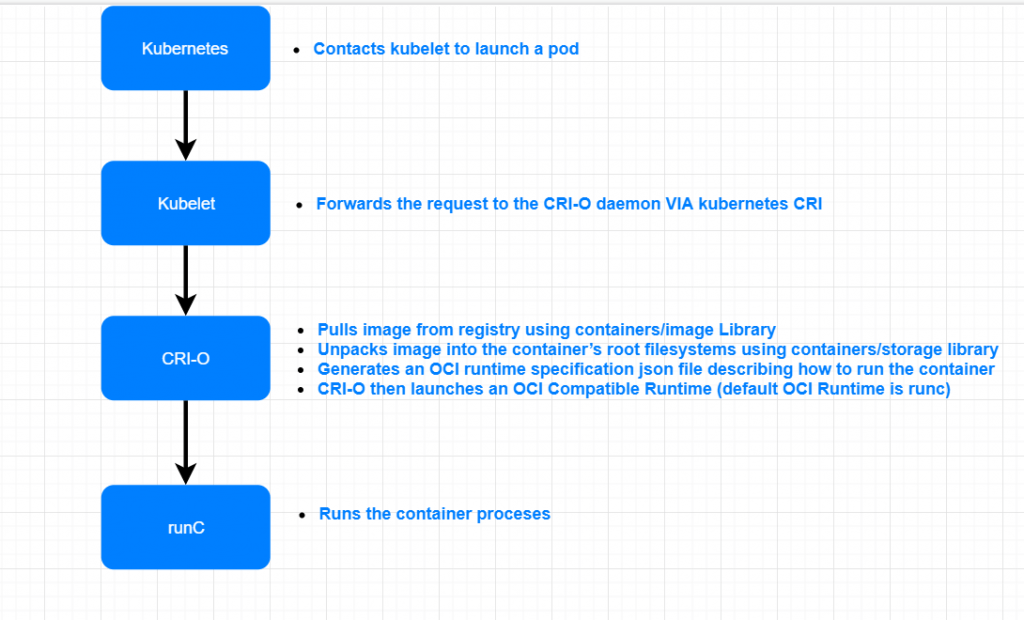 Kubernetes
• Contacts kubelet to launch a pod
Kubelet
• Forwards the request to the CRI-O daemon VIA kubernetes CRI
CRI-O
• Pulls image from registry using containers/image Library
• Unpacks image into the container’s root filesystems using containers/storage library
• Generates an OCI runtime specification json file describing how to run the container
• CRI-O then launches an OCI Compatible Runtime (default OCI Runtime is runc)
runC
• Runs the container proceses